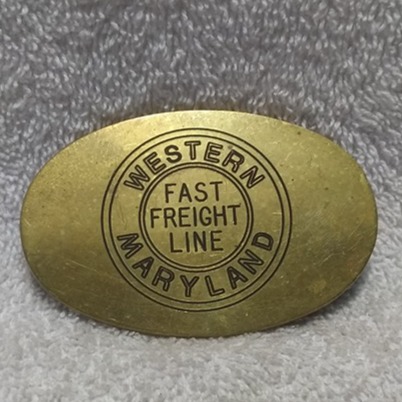 WESTERN
FAST
FREIGHT
LINE
MARYLAND